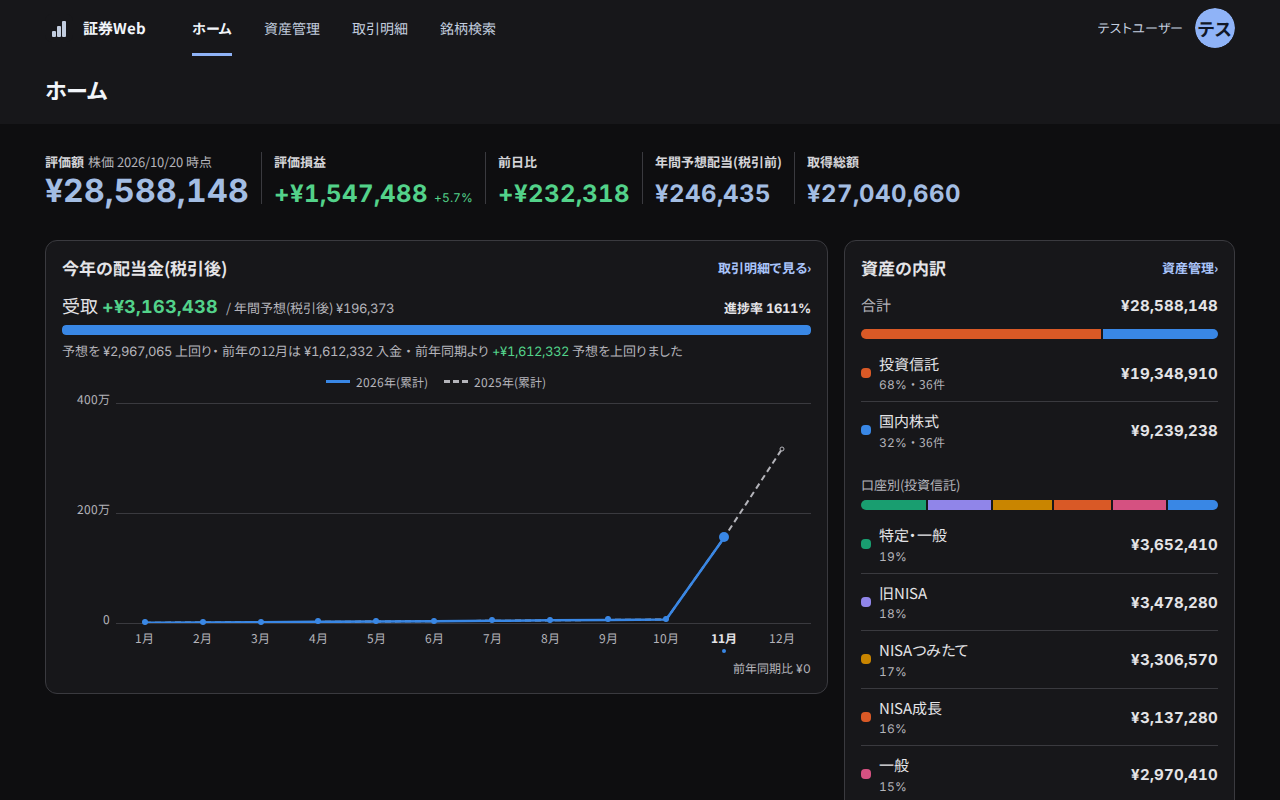 証券Web ホーム 資産管理 取引明細 銘柄検索 テストユーザー テス
ホーム
評価額 株価 2026/10/20 時点
¥28,588,148
評価損益
+¥1,547,488 +5.7%
前日比
+¥232,318
年間予想配当(税引前)
¥246,435
取得総額
¥27,040,660
今年の配当金(税引後) 取引明細で見る›
受取 +¥3,163,438 / 年間予想(税引後) ¥196,373 進捗率 1611%
予想を ¥2,967,065 上回り・前年の12月は ¥1,612,332 入金・前年同期より +¥1,612,332 予想を上回りました
2026年(累計) 2025年(累計)
400万
200万
0
1月 2月 3月 4月 5月 6月 7月 8月 9月 10月 11月 12月
前年同期比 ¥0
資産の内訳 資産管理›
合計 ¥28,588,148
投資信託 ¥19,348,910
68%・36件
国内株式 ¥9,239,238
32%・36件
口座別(投資信託)
特定・一般 ¥3,652,410
19%
旧NISA ¥3,478,280
18%
NISAつみたて ¥3,306,570
17%
NISA成長 ¥3,137,280
16%
一般 ¥2,970,410
15%